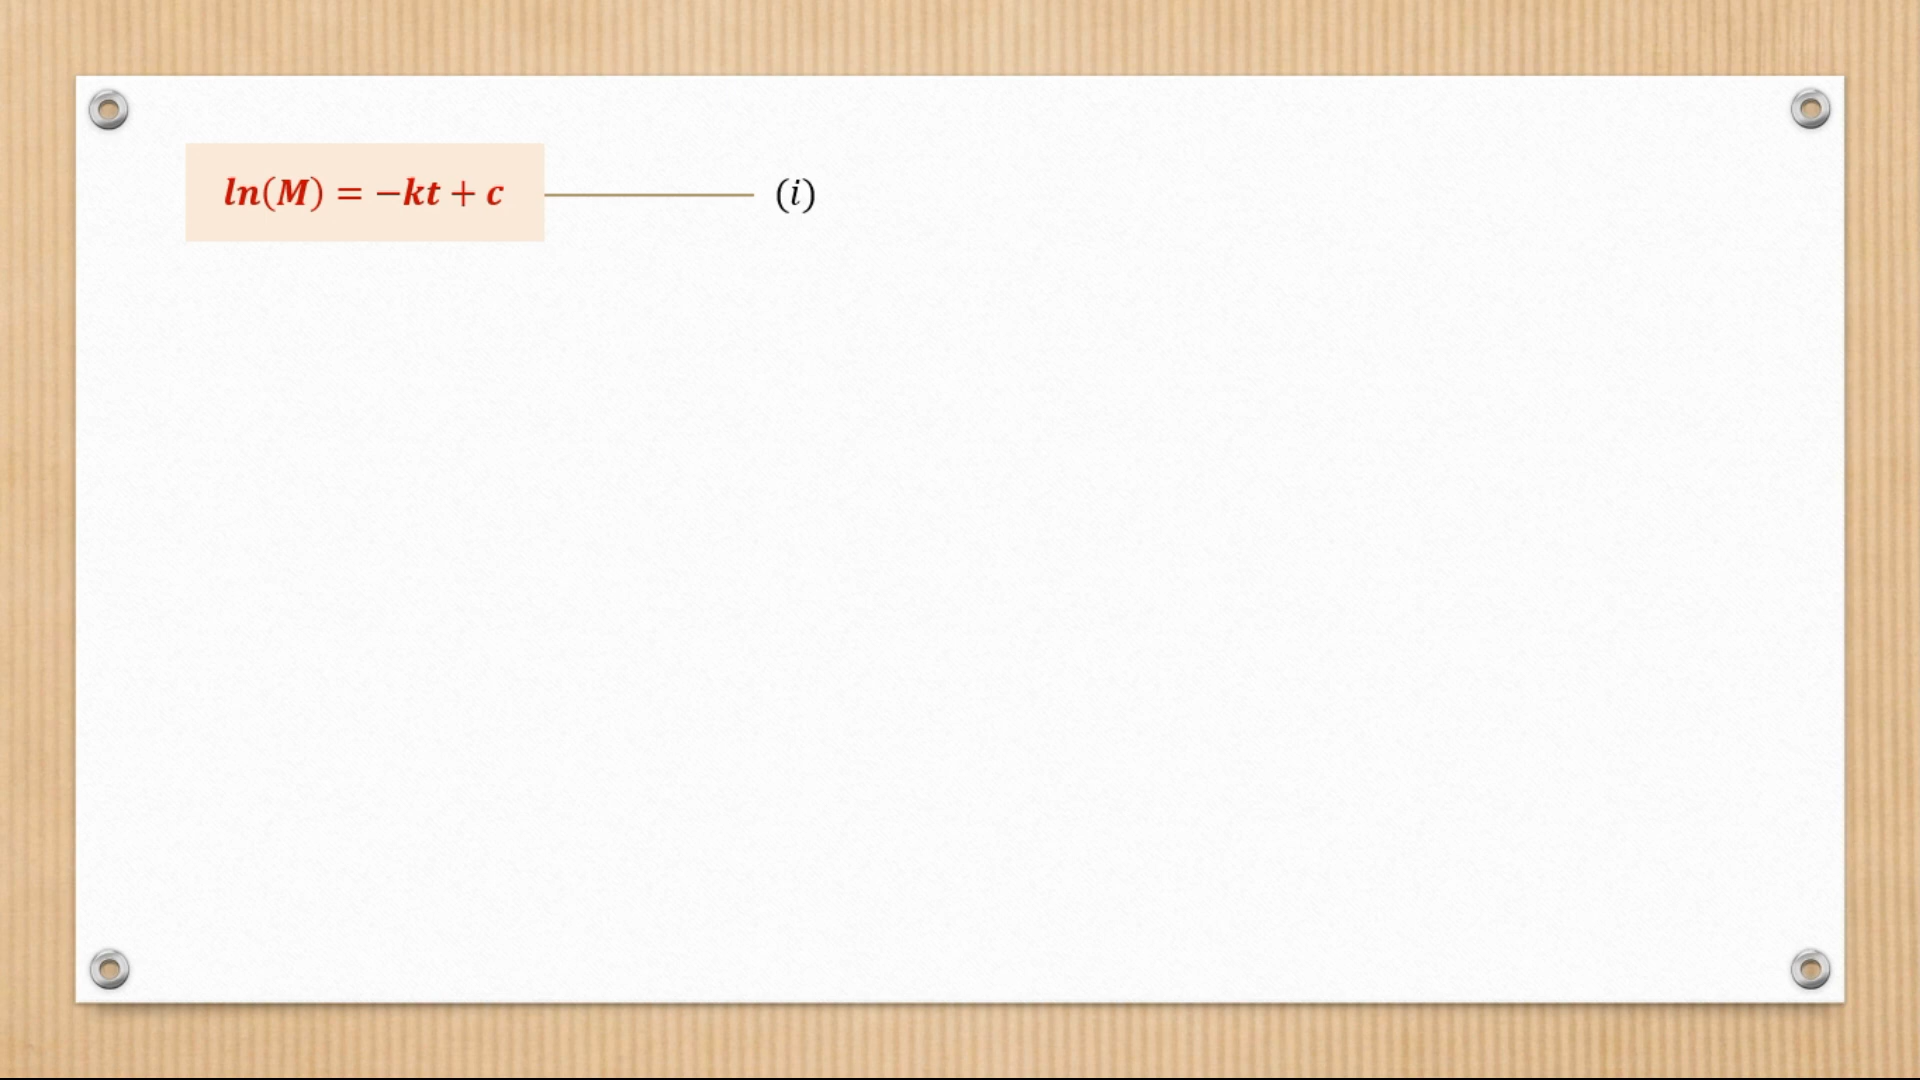 ln(M) = −kt + c (i)